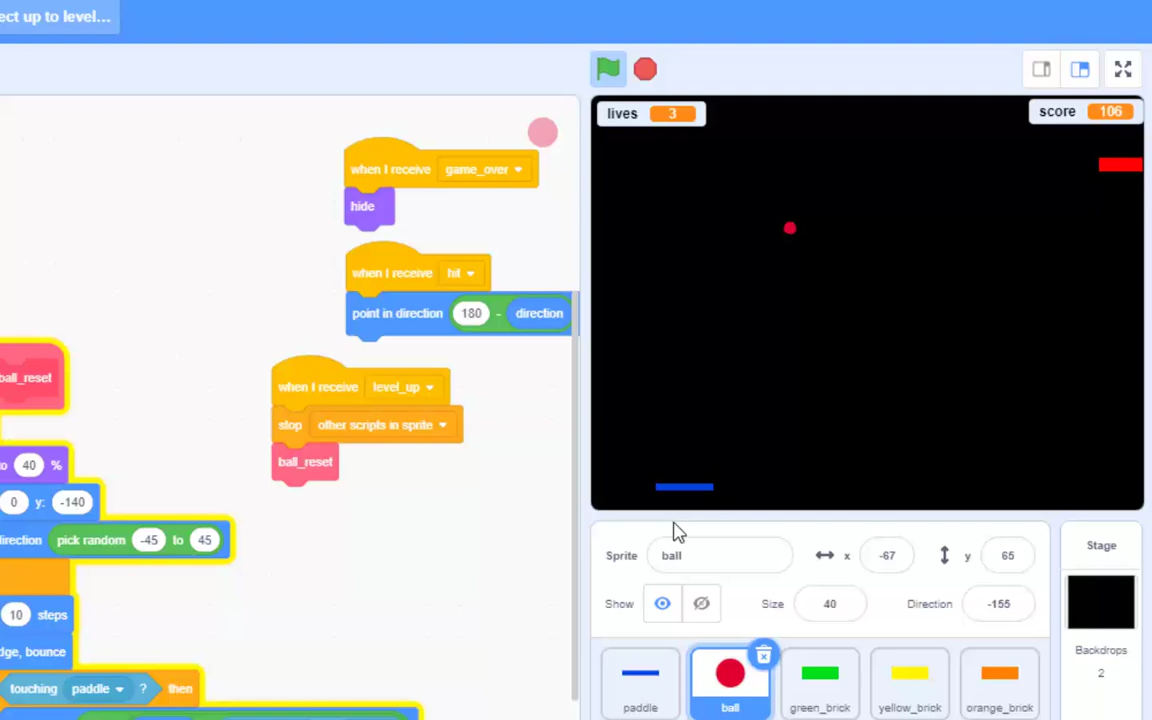 ect up to level...
lives 3
score 106
when I receive game_over
hide
when I receive hit
point in direction 180 - direction
ball_reset
when I receive level_up
stop other scripts in sprite
ball_reset
to 40 %
0 y: -140
direction pick random -45 to 45
10 steps
dge, bounce
touching paddle ? then
Sprite ball x -67 y 65
Show Size 40 Direction -155
Stage
Backdrops
2
paddle
ball
green_brick
yellow_brick
orange_brick